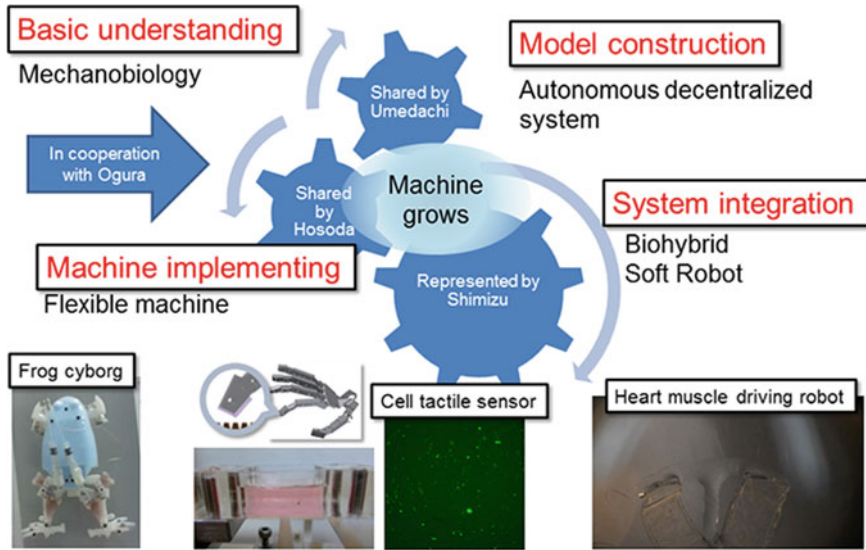 Basic understanding
Mechanobiology
Model construction
Autonomous decentralized
system
Shared by
Umedachi
In cooperation
with Ogura
Shared
by
Hosoda
Machine
grows
System integration
Biohybrid
Soft Robot
Machine implementing
Flexible machine
Represented by
Shimizu
Frog cyborg
Cell tactile sensor
Heart muscle driving robot